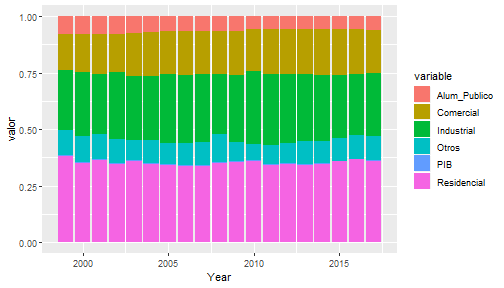 1.00
0.75
0.50
0.25
0.00
valor
2000
2005
2010
2015
Year
variable
Alum_Publico
Comercial
Industrial
Otros
PIB
Residencial